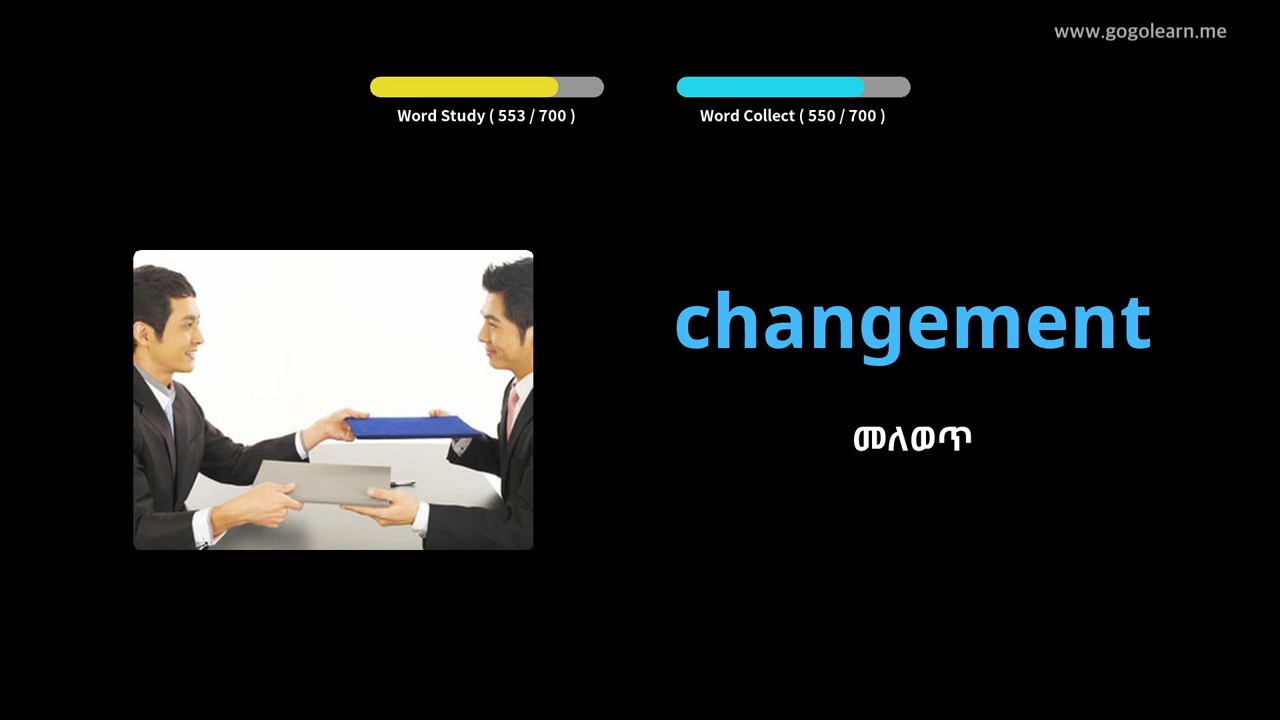 www.gogolearn.me
Word Study ( 553 / 700 )
Word Collect ( 550 / 700 )
changement
መለወጥ